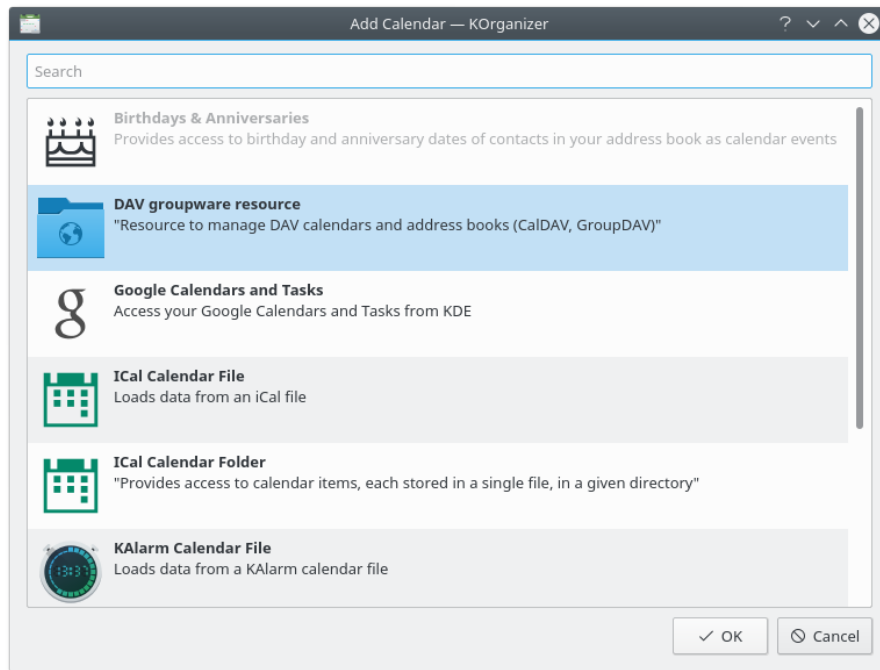 Add Calendar — KOrganizer
Search
Birthdays & Anniversaries
Provides access to birthday and anniversary dates of contacts in your address book as calendar events
DAV groupware resource
"Resource to manage DAV calendars and address books (CalDAV, GroupDAV)"
Google Calendars and Tasks
Access your Google Calendars and Tasks from KDE
ICal Calendar File
Loads data from an iCal file
ICal Calendar Folder
"Provides access to calendar items, each stored in a single file, in a given directory"
KAlarm Calendar File
13:37
Loads data from a KAlarm calendar file
OK
Cancel